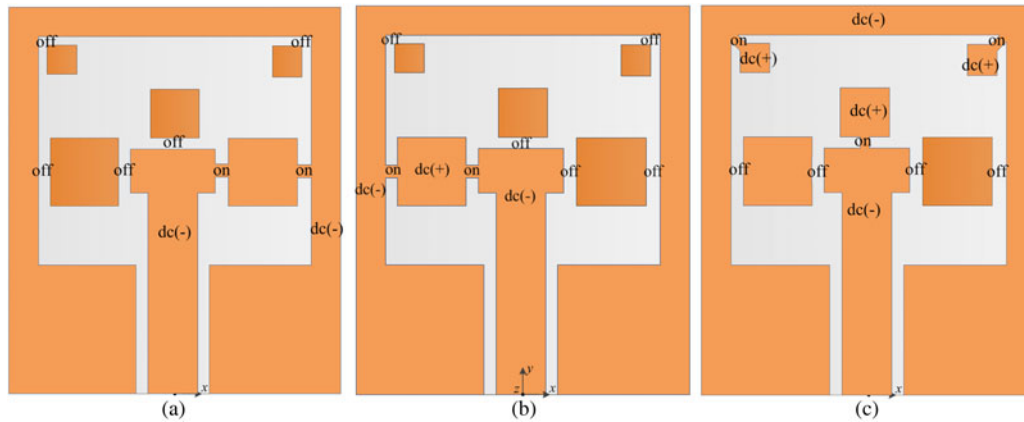 off off
off
off off on on
dc(-) dc(-)
x
(a)
off off
off
on dc(+) on off off
dc(-) dc(-)
y
z x
(b)
dc(-)
on on
dc(+) dc(+)
dc(+)
on
off off off off
dc(-)
x
(c)